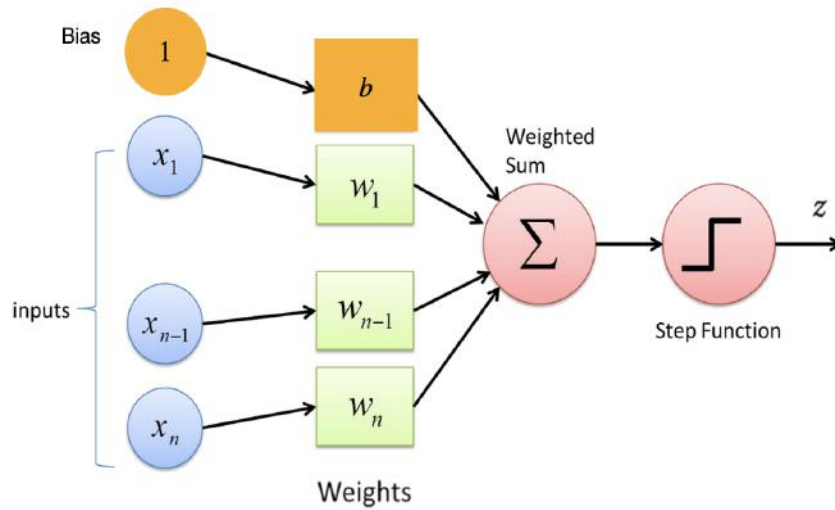 Bias
1
b
x₁
w₁
Weighted
Sum
∑
z
inputs
xₙ₋₁
wₙ₋₁
Step Function
xₙ
wₙ
Weights